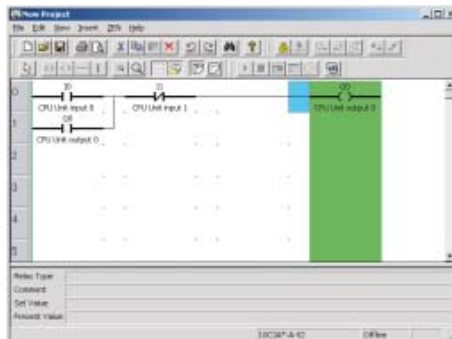 New Project
File Edit View Insert ZEN Help
0
I0
I1
Q0
CPU Unit input 0
CPU Unit input 1
CPU Unit output 0
1
Q0
CPU Unit output 0
2
3
4
5
Relay Type
Comment
Set Value
Present Value
Offline